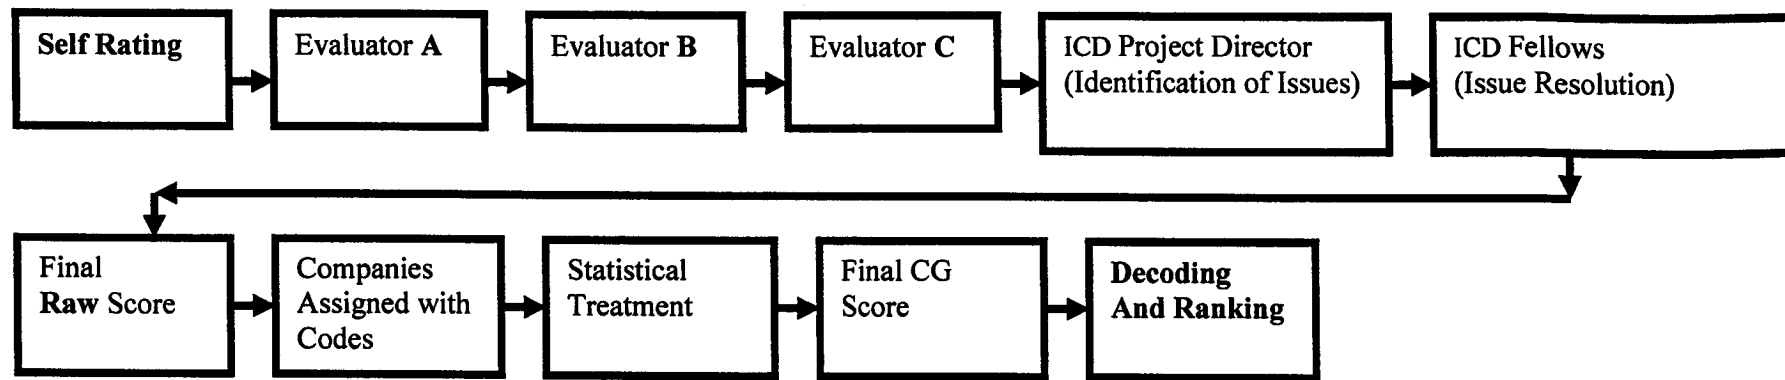 Self Rating
Evaluator A
Evaluator B
Evaluator C
ICD Project Director
(Identification of Issues)
ICD Fellows
(Issue Resolution)
Final
Raw Score
Companies
Assigned with
Codes
Statistical
Treatment
Final CG
Score
Decoding
And Ranking